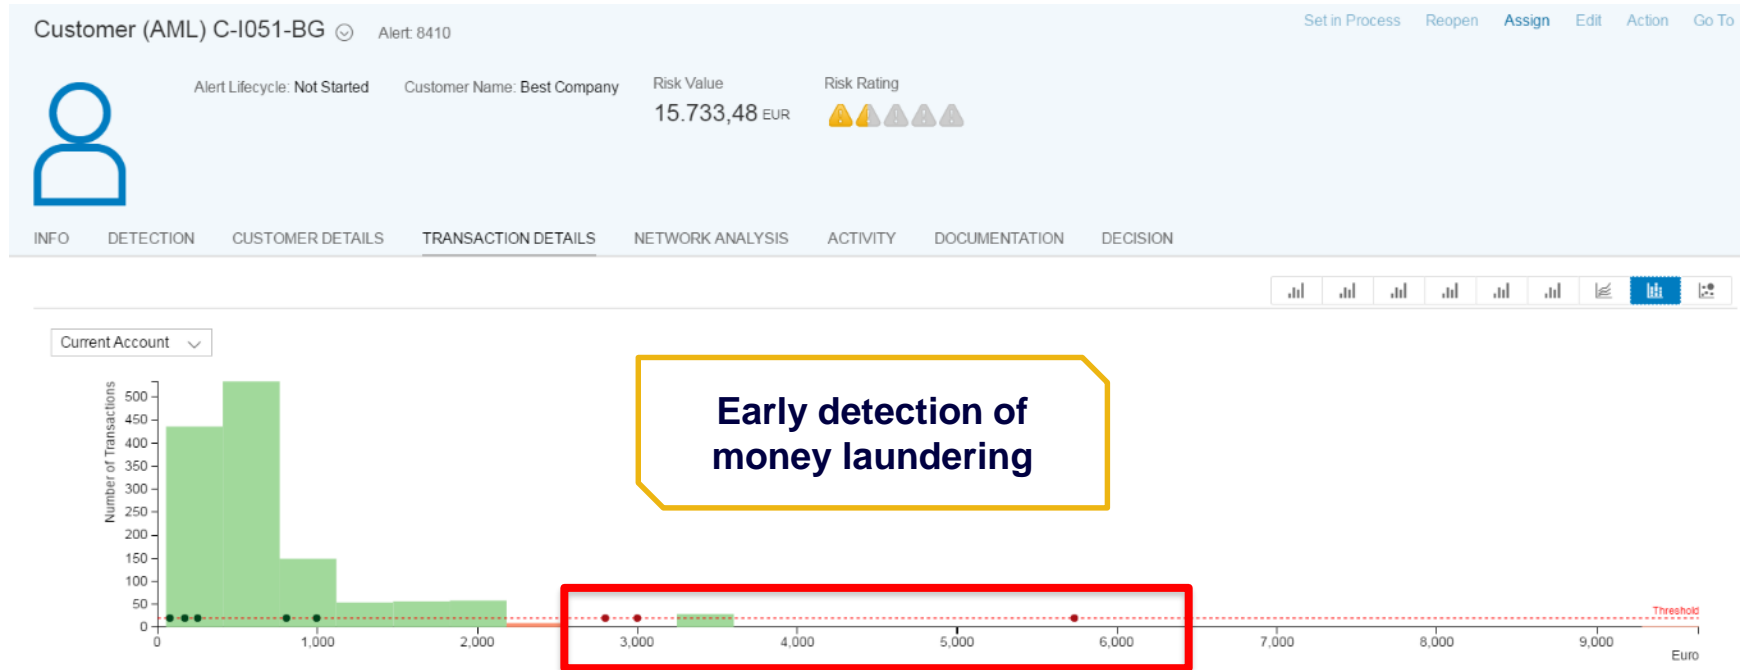 Customer (AML) C-I051-BG Alert: 8410
Set in Process Reopen Assign Edit Action Go To
Alert Lifecycle: Not Started Customer Name: Best Company
Risk Value
15.733,48 EUR
Risk Rating
INFO DETECTION CUSTOMER DETAILS TRANSACTION DETAILS NETWORK ANALYSIS ACTIVITY DOCUMENTATION DECISION
Current Account
Early detection of
money laundering
Number of Transactions
500
450
400
350
300
250
200
150
100
50
0
Threshold
0 1,000 2,000 3,000 4,000 5,000 6,000 7,000 8,000 9,000
Euro